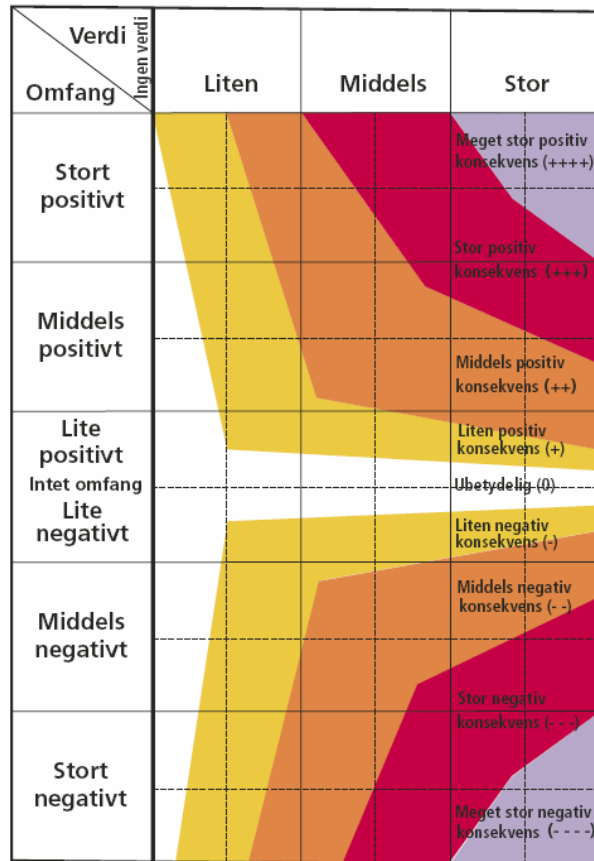 Verdi
Ingen verdi
Omfang
Liten
Middels
Stor
Stort
positivt
Meget stor positiv
konsekvens (++++)
Stor positiv
konsekvens (+++)
Middels
positivt
Middels positiv
konsekvens (++)
Lite
positivt
Liten positiv
konsekvens (+)
Intet omfang
Ubetydelig (0)
Lite
negativt
Liten negativ
konsekvens (-)
Middels
negativt
Middels negativ
konsekvens (- -)
Stor negativ
konsekvens (- - -)
Stort
negativt
Meget stor negativ
konsekvens (- - - -)